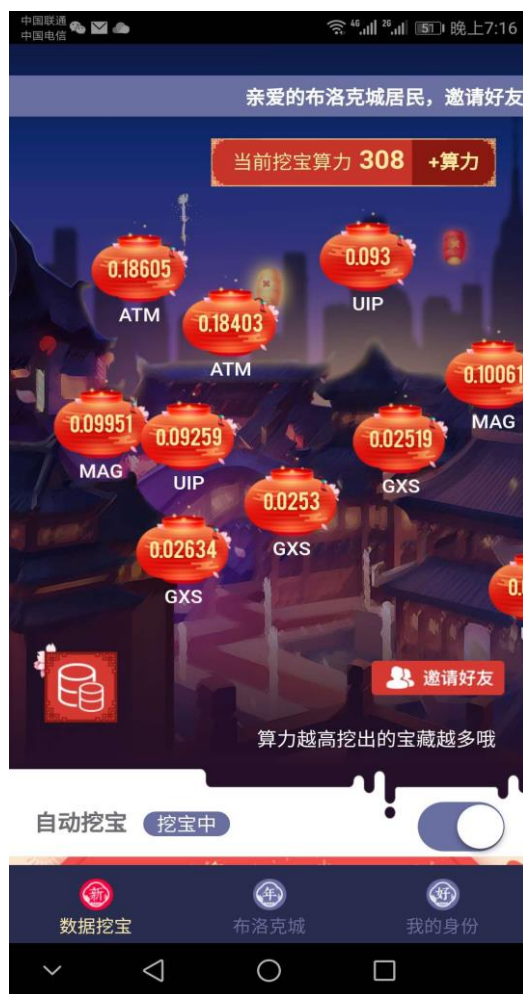 中国联通
中国电信
4G
2G
51
晚上7:16
亲爱的布洛克城居民，邀请好友
当前挖宝算力 308 +算力
0.18605
ATM
0.093
UIP
0.18403
ATM
0.10061
MAG
0.09951
MAG
0.09259
UIP
0.02519
GXS
0.0253
GXS
0.02634
GXS
0.
邀请好友
算力越高挖出的宝藏越多哦
自动挖宝 挖宝中
新 年 好
数据挖宝 布洛克城 我的身份